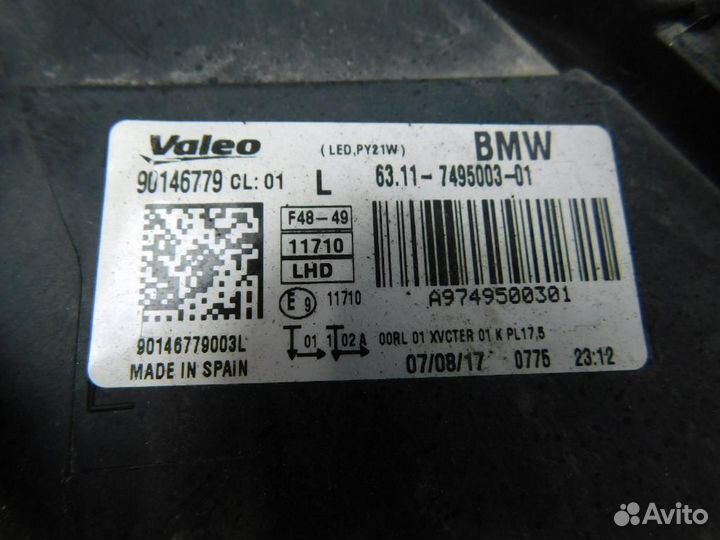 Valeo (LED,PY21W) BMW
90146779 CL: 01 L 63.11- 7495003-01
F48-49
11710
LHD
A9749500301
E 9 11710
01 1 02 A 00RL 01 XVCTER 01 K PL17,5
90146779003L
MADE IN SPAIN 07/08/17 0775 23:12
Avito